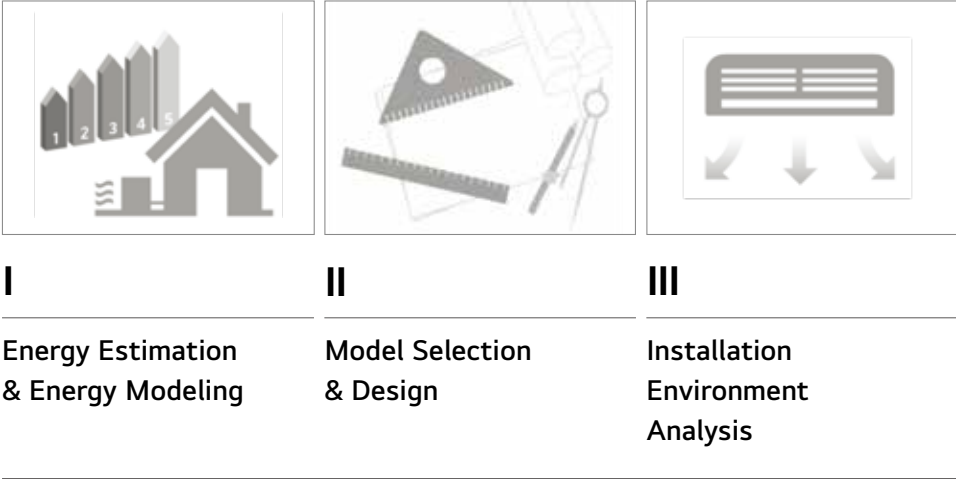 1 2 3 4 5
I
Energy Estimation
& Energy Modeling
II
Model Selection
& Design
III
Installation
Environment
Analysis